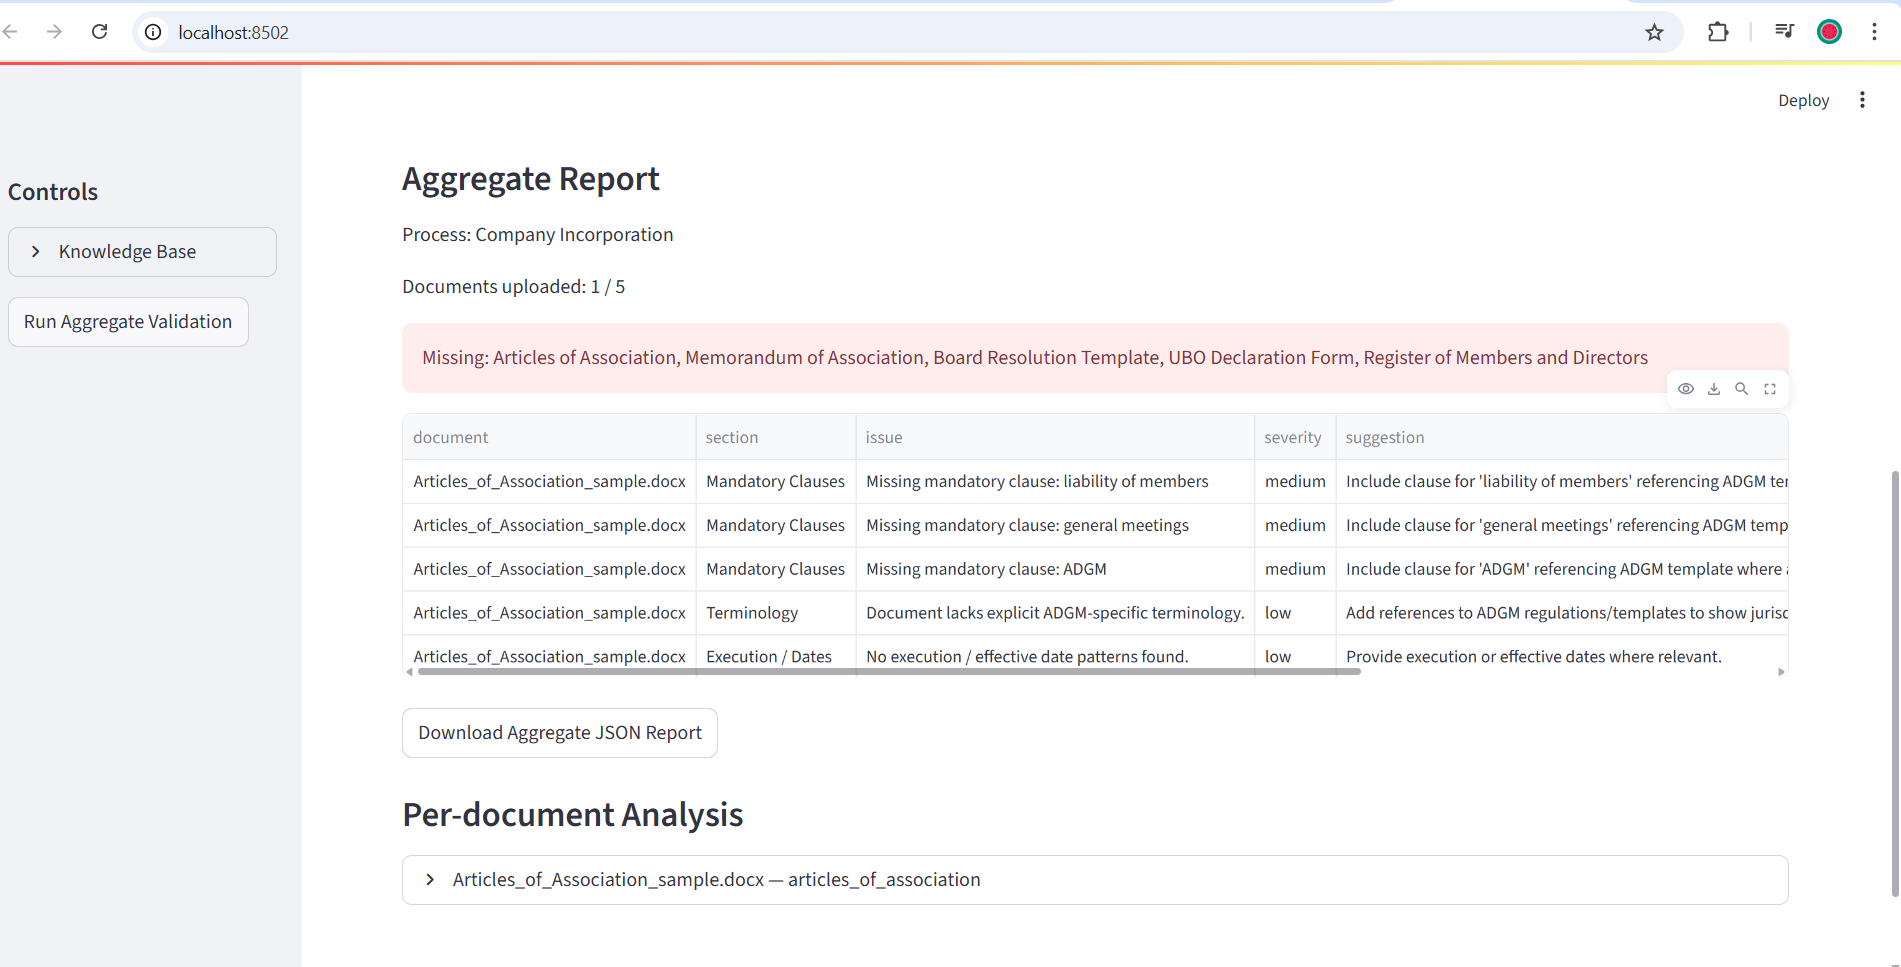 localhost:8502
Deploy
Controls
Knowledge Base
Run Aggregate Validation
Aggregate Report
Process: Company Incorporation
Documents uploaded: 1 / 5
Missing: Articles of Association, Memorandum of Association, Board Resolution Template, UBO Declaration Form, Register of Members and Directors
document section issue severity suggestion
Articles_of_Association_sample.docx Mandatory Clauses Missing mandatory clause: liability of members medium Include clause for 'liability of members' referencing ADGM
Articles_of_Association_sample.docx Mandatory Clauses Missing mandatory clause: general meetings medium Include clause for 'general meetings' referencing ADGM temp
Articles_of_Association_sample.docx Mandatory Clauses Missing mandatory clause: ADGM medium Include clause for 'ADGM' referencing ADGM template where
Articles_of_Association_sample.docx Terminology Document lacks explicit ADGM-specific terminology. low Add references to ADGM regulations/templates to show
Articles_of_Association_sample.docx Execution / Dates No execution / effective date patterns found. low Provide execution or effective dates where relevant.
Download Aggregate JSON Report
Per-document Analysis
Articles_of_Association_sample.docx — articles_of_association